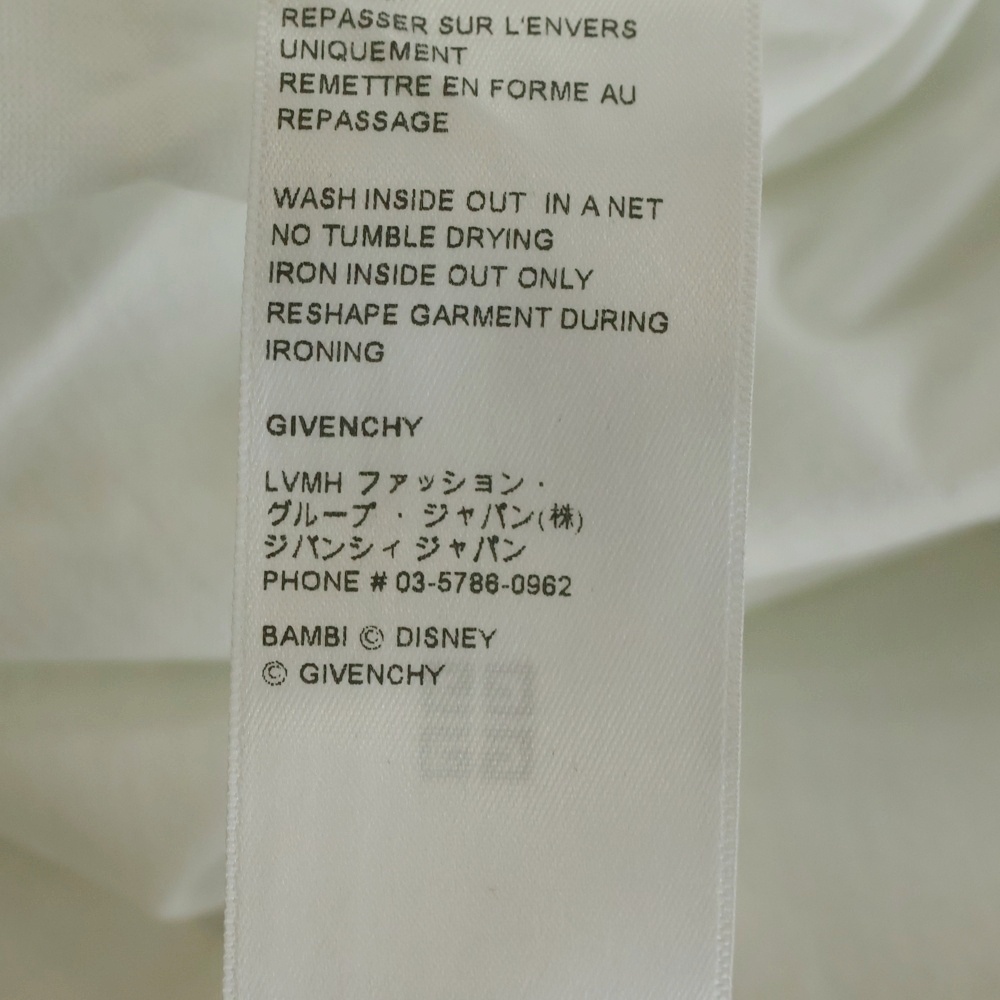 REPASSER SUR L'ENVERS
UNIQUEMENT
REMETTRE EN FORME AU
REPASSAGE
WASH INSIDE OUT IN A NET
NO TUMBLE DRYING
IRON INSIDE OUT ONLY
RESHAPE GARMENT DURING
IRONING
GIVENCHY
LVMH ファッション・
グループ・ジャパン(株)
ジバンシィ ジャパン
PHONE # 03-5786-0962
BAMBI © DISNEY
© GIVENCHY